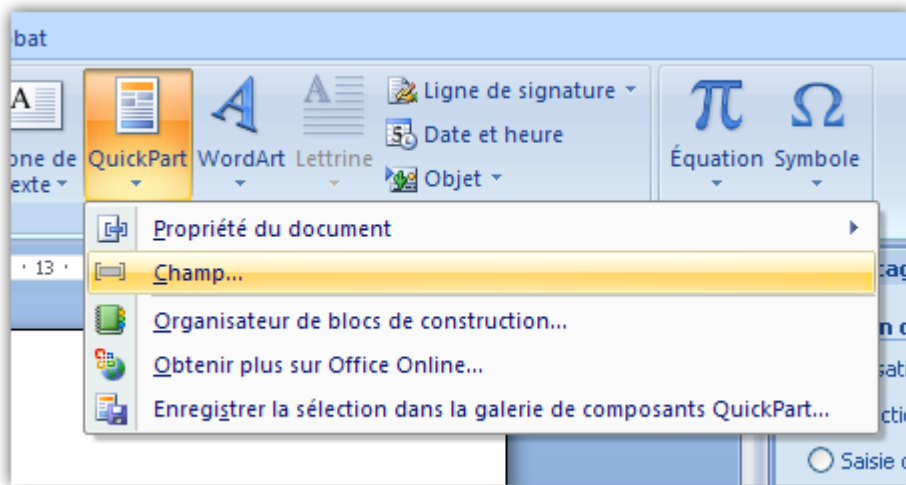 bat
A
one de
texte
QuickPart
WordArt
Lettrine
A
Ligne de signature
5
Date et heure
Objet
π
Équation
Ω
Symbole
Propriété du document
· 13 ·
Champ...
Organisateur de blocs de construction...
Obtenir plus sur Office Online...
Enregistrer la sélection dans la galerie de composants QuickPart...
Saisie